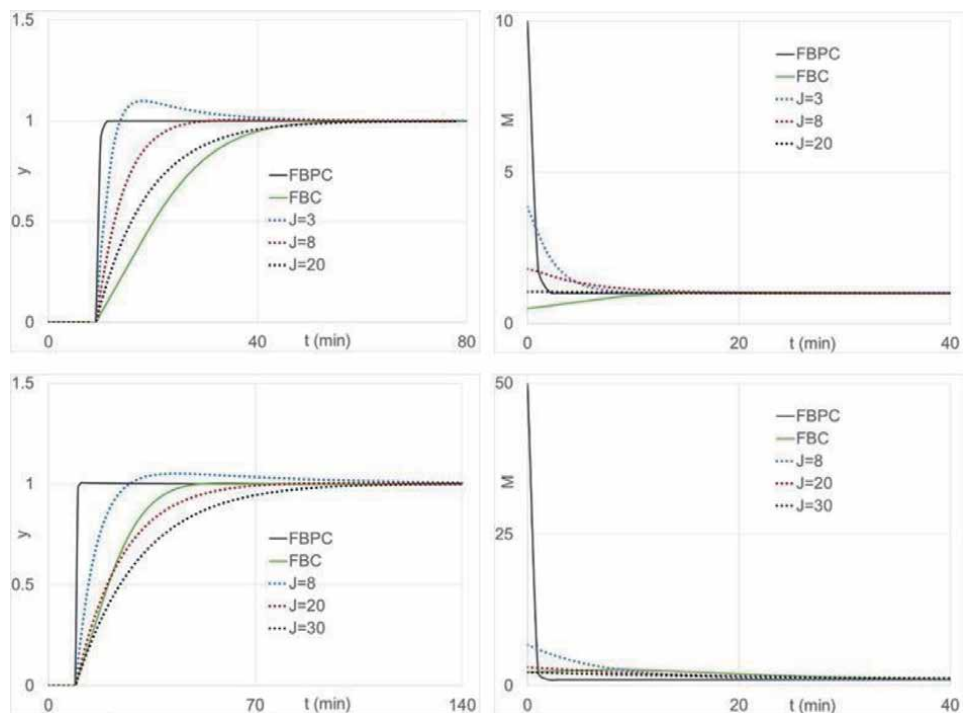 1.5
1
y
0.5
0
FBPC
FBC
J=3
J=8
J=20
0
40
t (min)
80
10
M
5
0
FBPC
FBC
J=3
J=8
J=20
0
20
t (min)
40
1.5
1
y
0.5
0
FBPC
FBC
J=8
J=20
J=30
0
70
t (min)
140
50
M
25
0
FBPC
FBC
J=8
J=20
J=30
0
20
t (min)
40